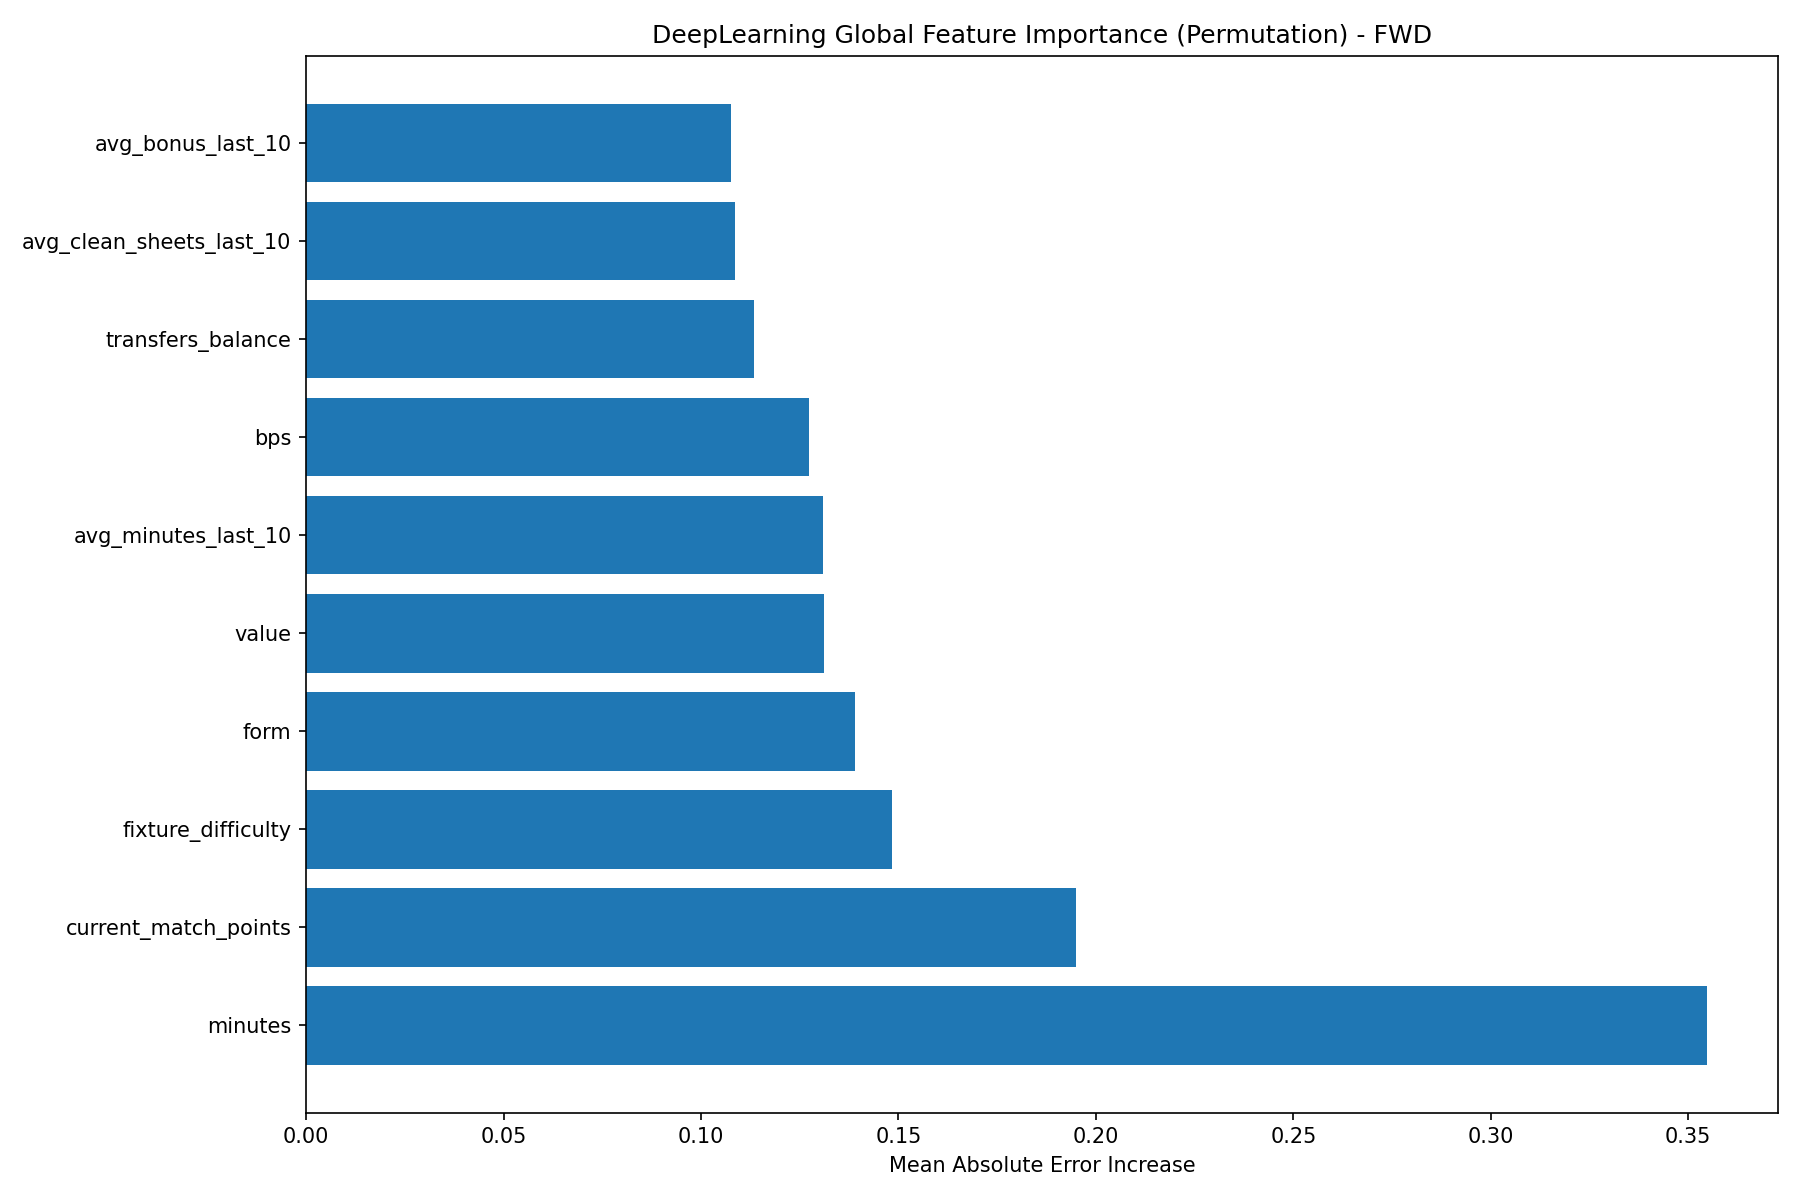 DeepLearning Global Feature Importance (Permutation) - FWD
avg_bonus_last_10
avg_clean_sheets_last_10
transfers_balance
bps
avg_minutes_last_10
value
form
fixture_difficulty
current_match_points
minutes
0.00 0.05 0.10 0.15 0.20 0.25 0.30 0.35
Mean Absolute Error Increase